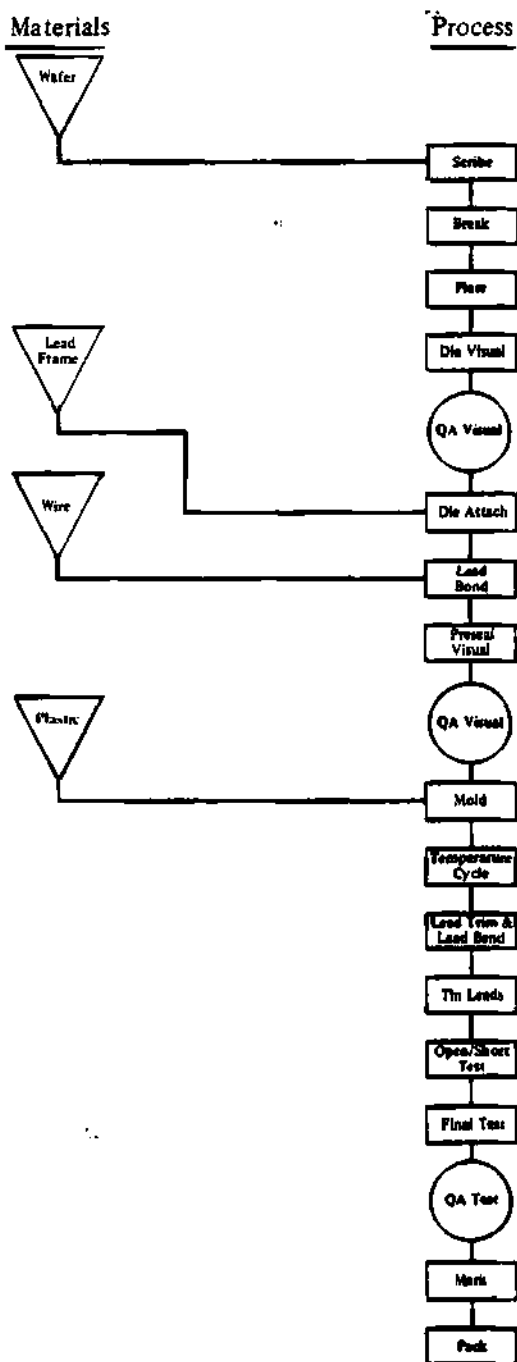 Materials
Process
Wafer
Scribe
Break
Plate
Lead
Frame
Die Visual
QA Visual
Wire
Die Attach
Lead
Bond
Preseal
Visual
Plastic
QA Visual
Mold
Temperature
Cycle
Lead Trim &
Lead Bend
Tin Leads
Open/Short
Test
Final Test
QA Test
Mark
Pack